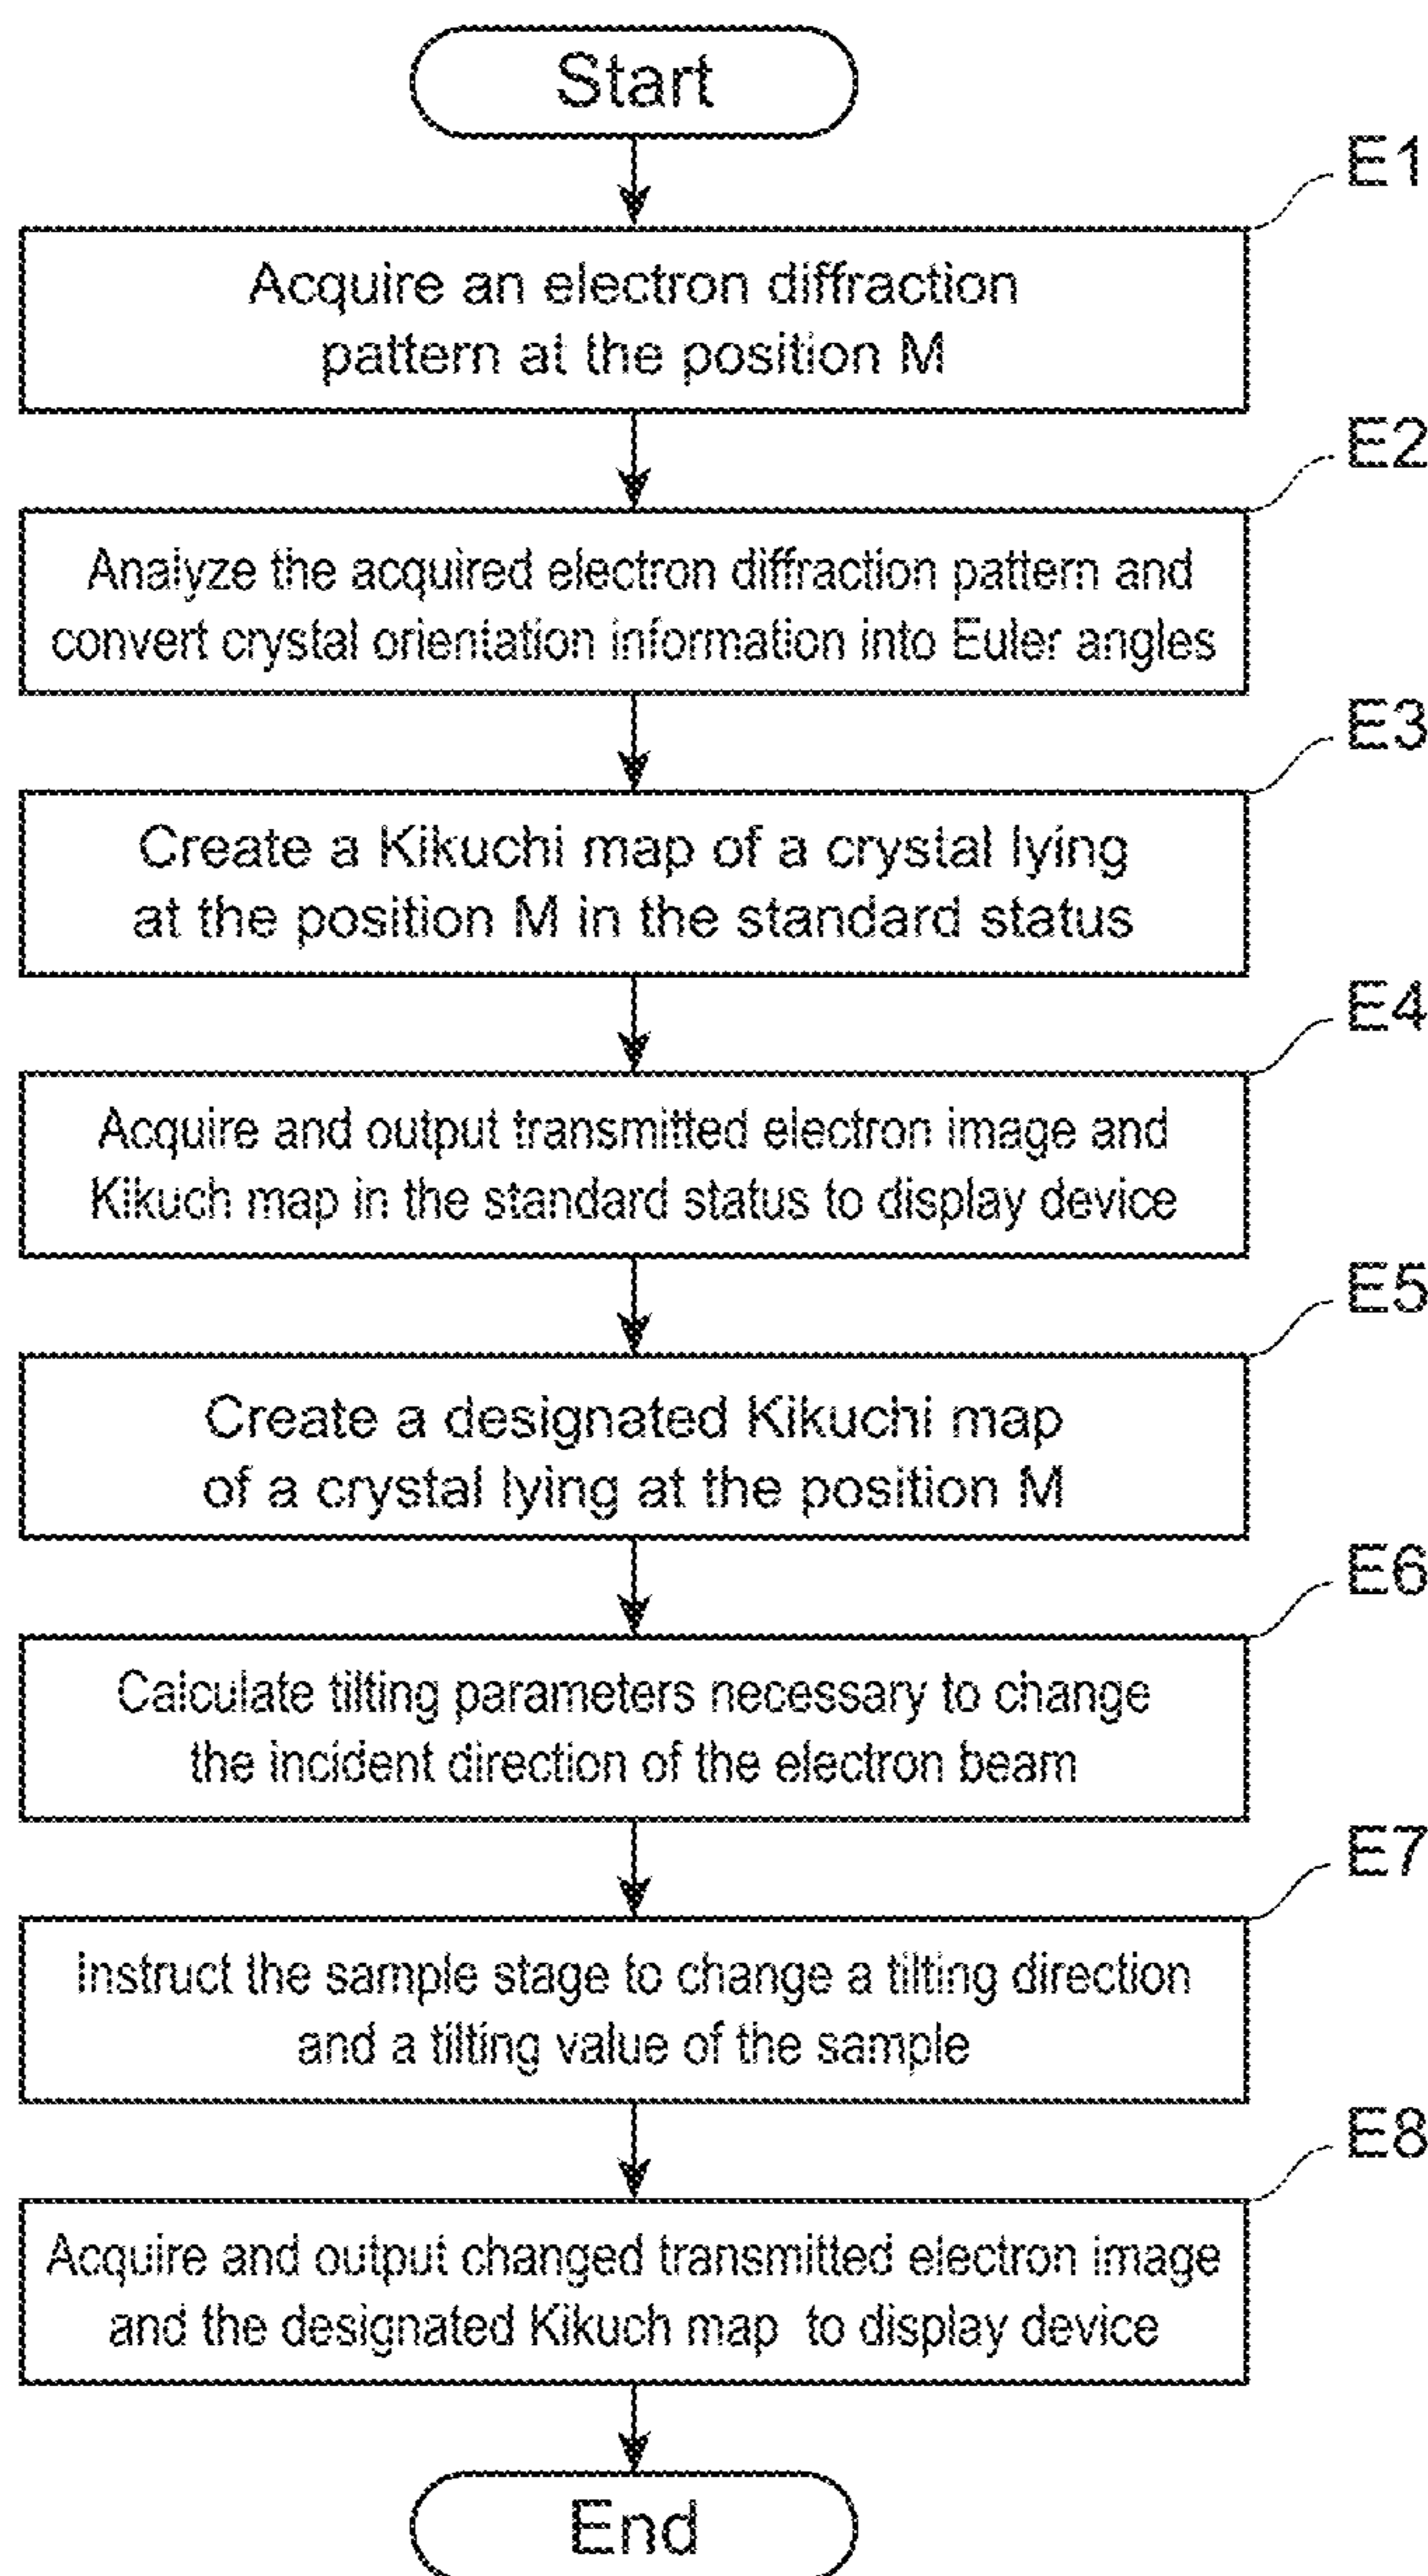 Start
E1
Acquire an electron diffraction
pattern at the position M
E2
Analyze the acquired electron diffraction pattern and
convert crystal orientation information into Euler angles
E3
Create a Kikuchi map of a crystal lying
at the position M in the standard status
E4
Acquire and output transmitted electron image and
Kikuch map in the standard status to display device
E5
Create a designated Kikuchi map
of a crystal lying at the position M
E6
Calculate tilting parameters necessary to change
the incident direction of the electron beam
E7
Instruct the sample stage to change a tilting direction
and a tilting value of the sample
E8
Acquire and output changed transmitted electron image
and the designated Kikuch map to display device
End